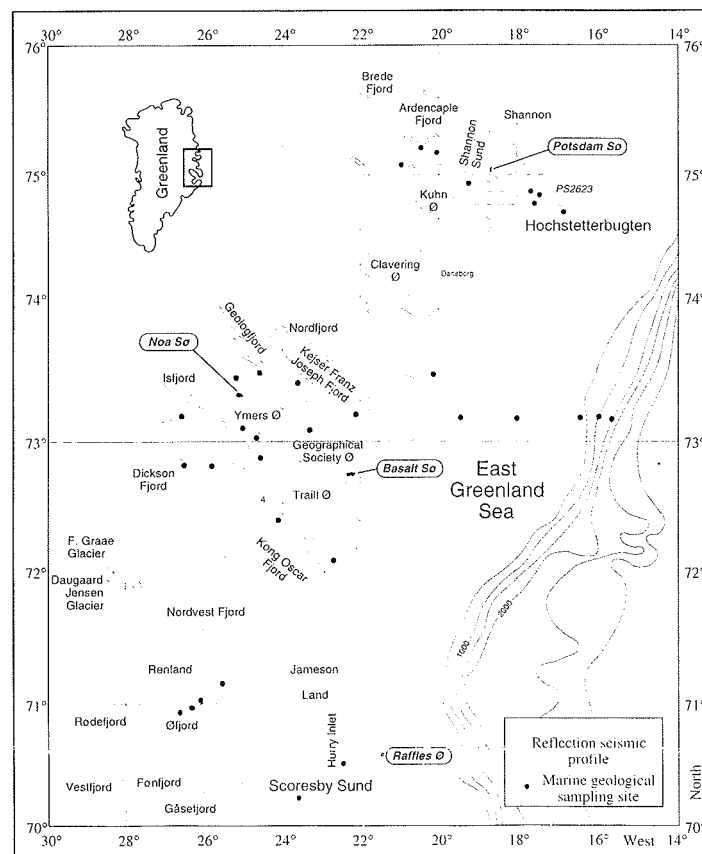 30° 28° 26° 24° 22° 20° 18° 16° 14°
76° 76°
Brede
Fjord
Ardencaple
Fjord
Shannon
Shannon
Sund
Potsdam Sø
Greenland
75° 75°
PS2623
Kuhn
Ø
Hochstetterbugten
Clavering
Ø
Danaborg
74° 74°
Geologfjord
Nordfjord
Noa Sø
Kejser Franz
Joseph Fjord
Isfjord
Ymers Ø
73° 73°
Geographical
Society Ø
Dickson
Fjord
Basalt Sø
East
Greenland
Sea
Traill Ø
4
F. Graae
Glacier
Kong Oscar
Fjord
72° 72°
Daugaard
Jensen
Glacier
1000
2000
Nordvest Fjord
Renland
Jameson
Land
71° 71°
Rødefjord
Øfjord
Hurry Inlet
Raffles Ø
Reflection seismic
profile
Marine geological
sampling site
Vestfjord
Fonfjord
Scoresby Sund
Gåsefjord
North
70° 70°
30° 28° 26° 24° 22° 20° 18° 16° West 14°